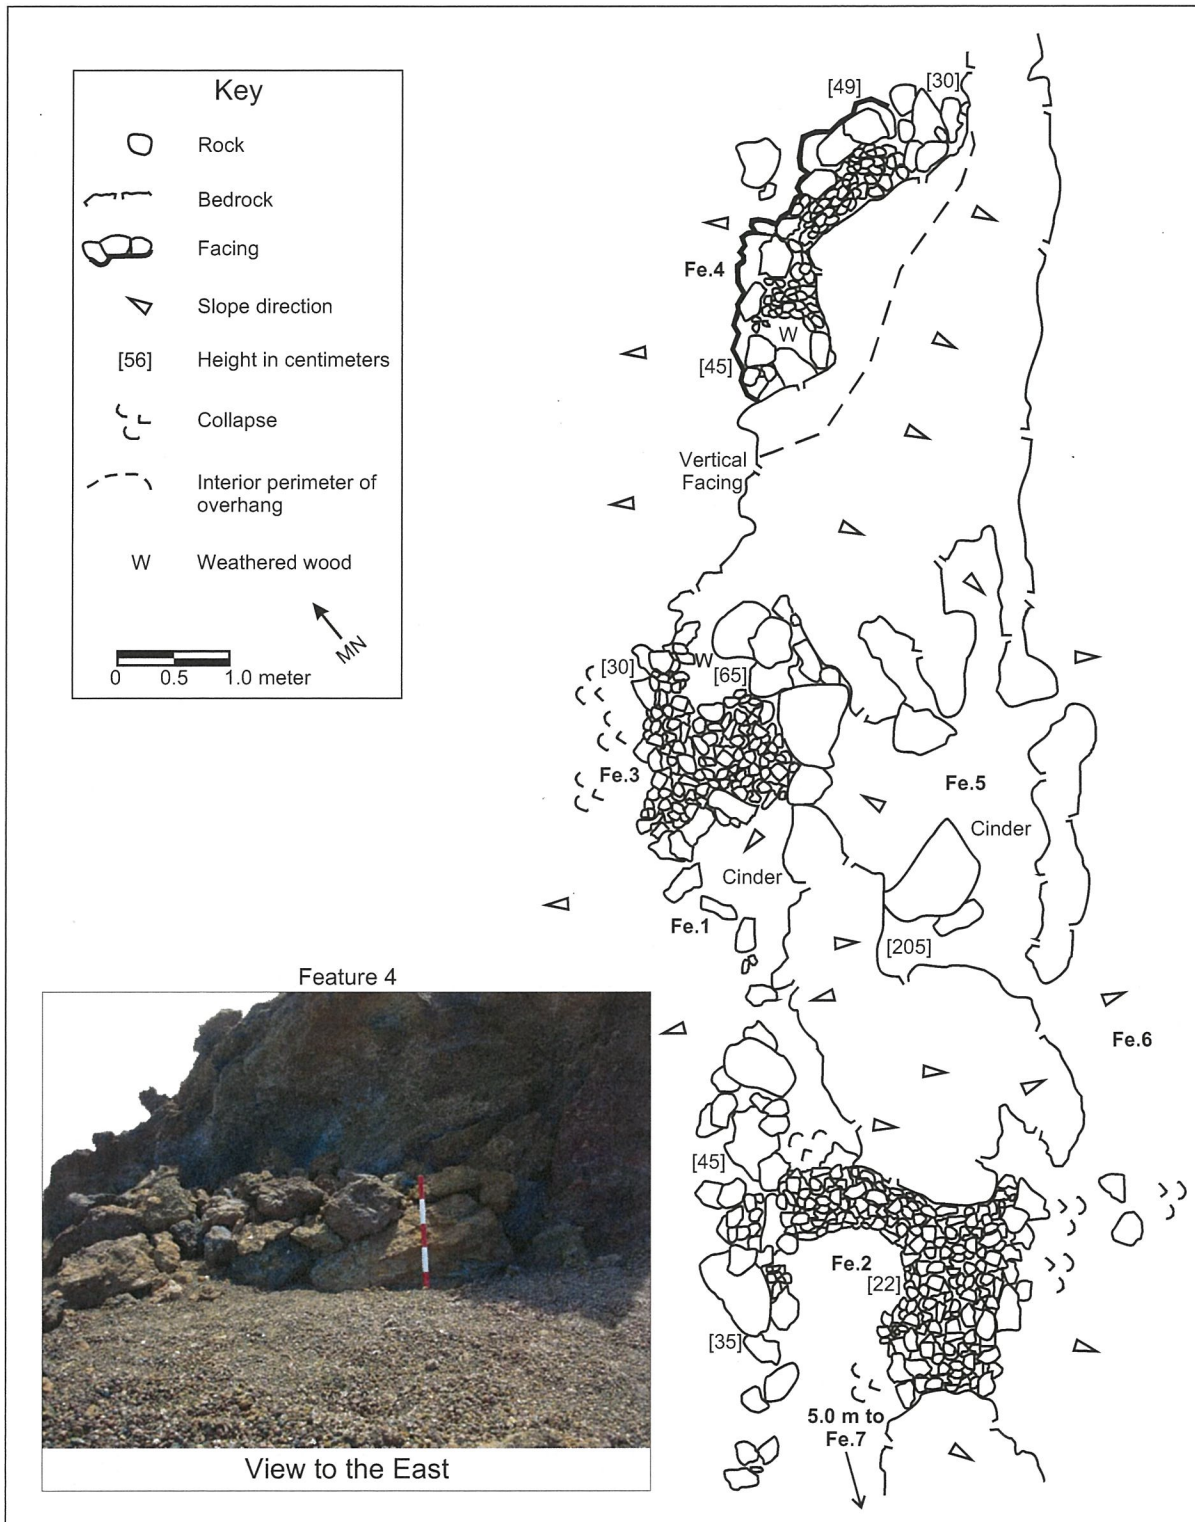 Key
Rock
Bedrock
Facing
Slope direction
[56] Height in centimeters
Collapse
Interior perimeter of
overhang
W Weathered wood
MN
0 0.5 1.0 meter
[49]
[30]
Fe.4
W
[45]
Vertical
Facing
[30]
W
[65]
Fe.3
Fe.5
Cinder
Cinder
Fe.1
[205]
Fe.6
[45]
Fe.2
[22]
[35]
5.0 m to
Fe.7
Feature 4
View to the East